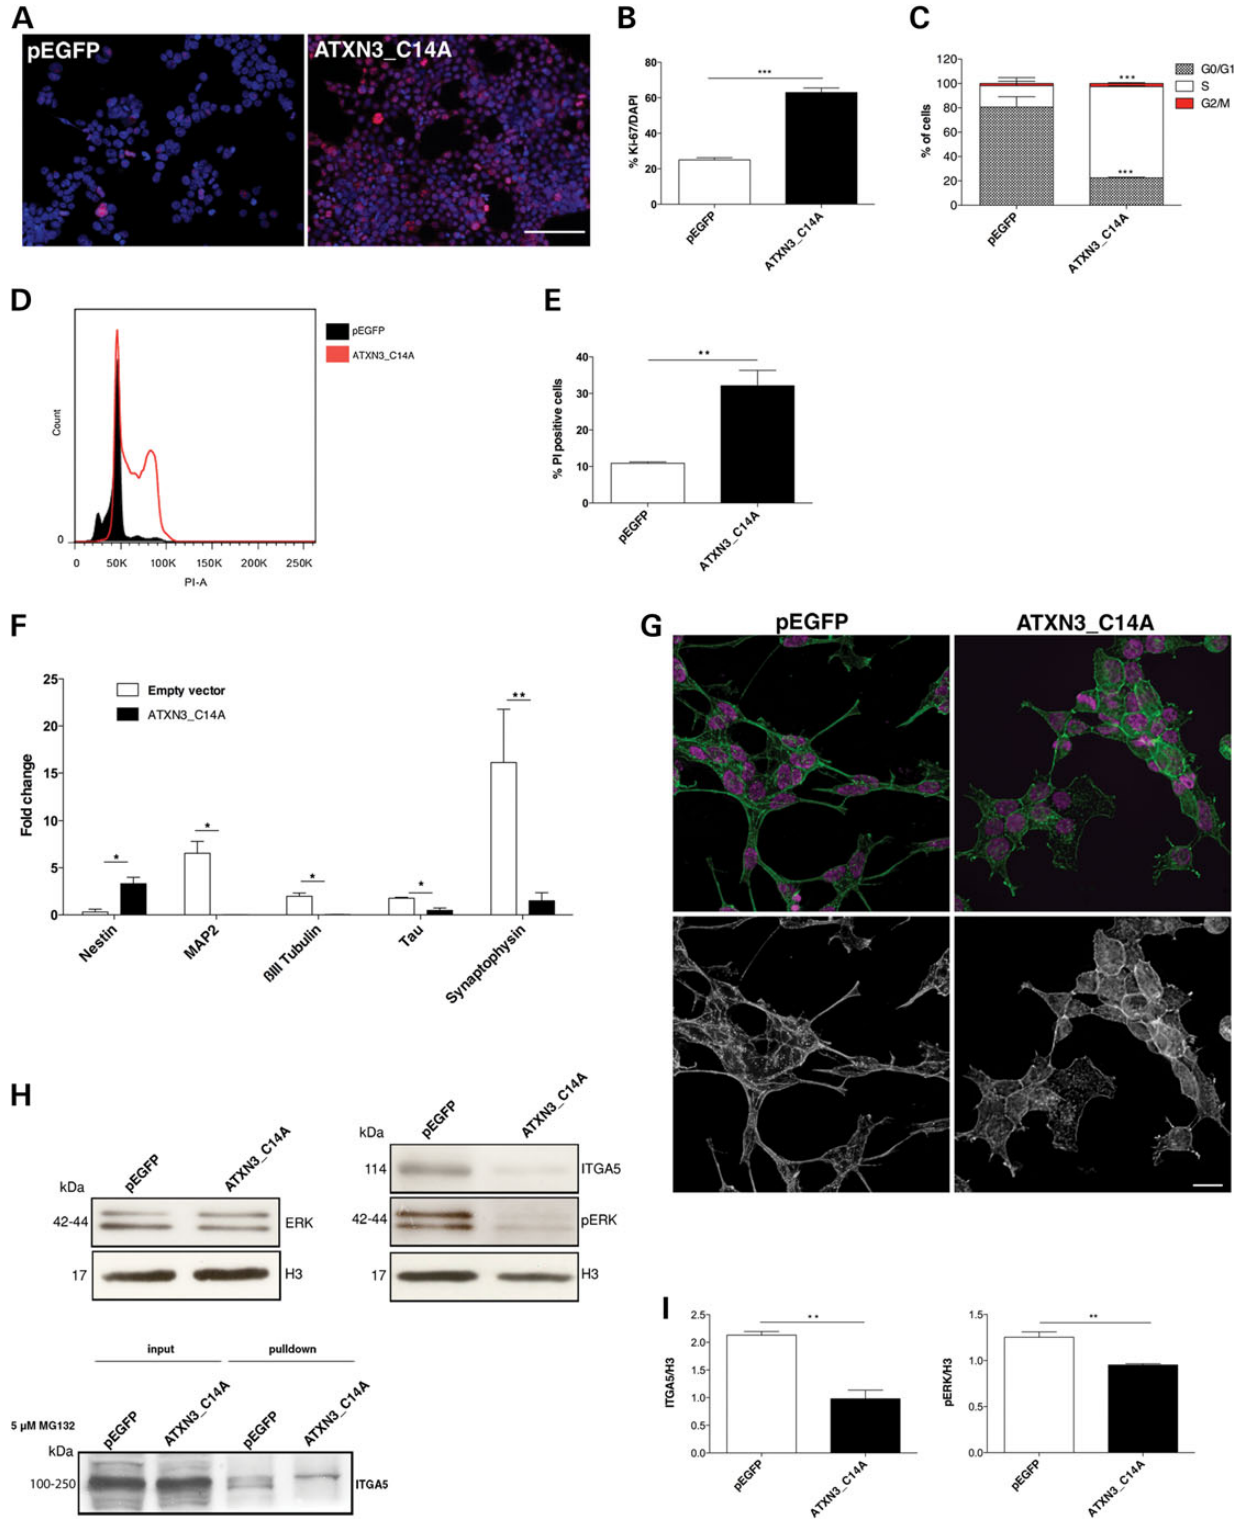 A
pEGFP
ATXN3_C14A
B
% Ki-67/DAPI
80
60
40
20
0
***
pEGFP
ATXN3_C14A
C
% of cells
120
100
80
60
40
20
0
***
***
pEGFP
ATXN3_C14A
G0/G1
S
G2/M
D
Count
0
0
50K
100K
150K
200K
250K
PI-A
pEGFP
ATXN3_C14A
E
% PI positive cells
40
30
20
10
0
**
pEGFP
ATXN3_C14A
F
Fold change
25
20
15
10
5
0
Empty vector
ATXN3_C14A
*
*
*
*
**
Nestin
MAP2
βIII Tubulin
Tau
Synaptophysin
G
pEGFP
ATXN3_C14A
H
kDa
pEGFP
ATXN3_C14A
42-44
ERK
17
H3
kDa
pEGFP
ATXN3_C14A
114
ITGA5
42-44
pERK
17
H3
input
pulldown
5 µM MG132
pEGFP
ATXN3_C14A
pEGFP
ATXN3_C14A
kDa
100-250
ITGA5
I
ITGA5/H3
2.5
2.0
1.5
1.0
0.5
0.0
**
pEGFP
ATXN3_C14A
pERK/H3
1.5
1.0
0.5
0.0
**
pEGFP
ATXN3_C14A